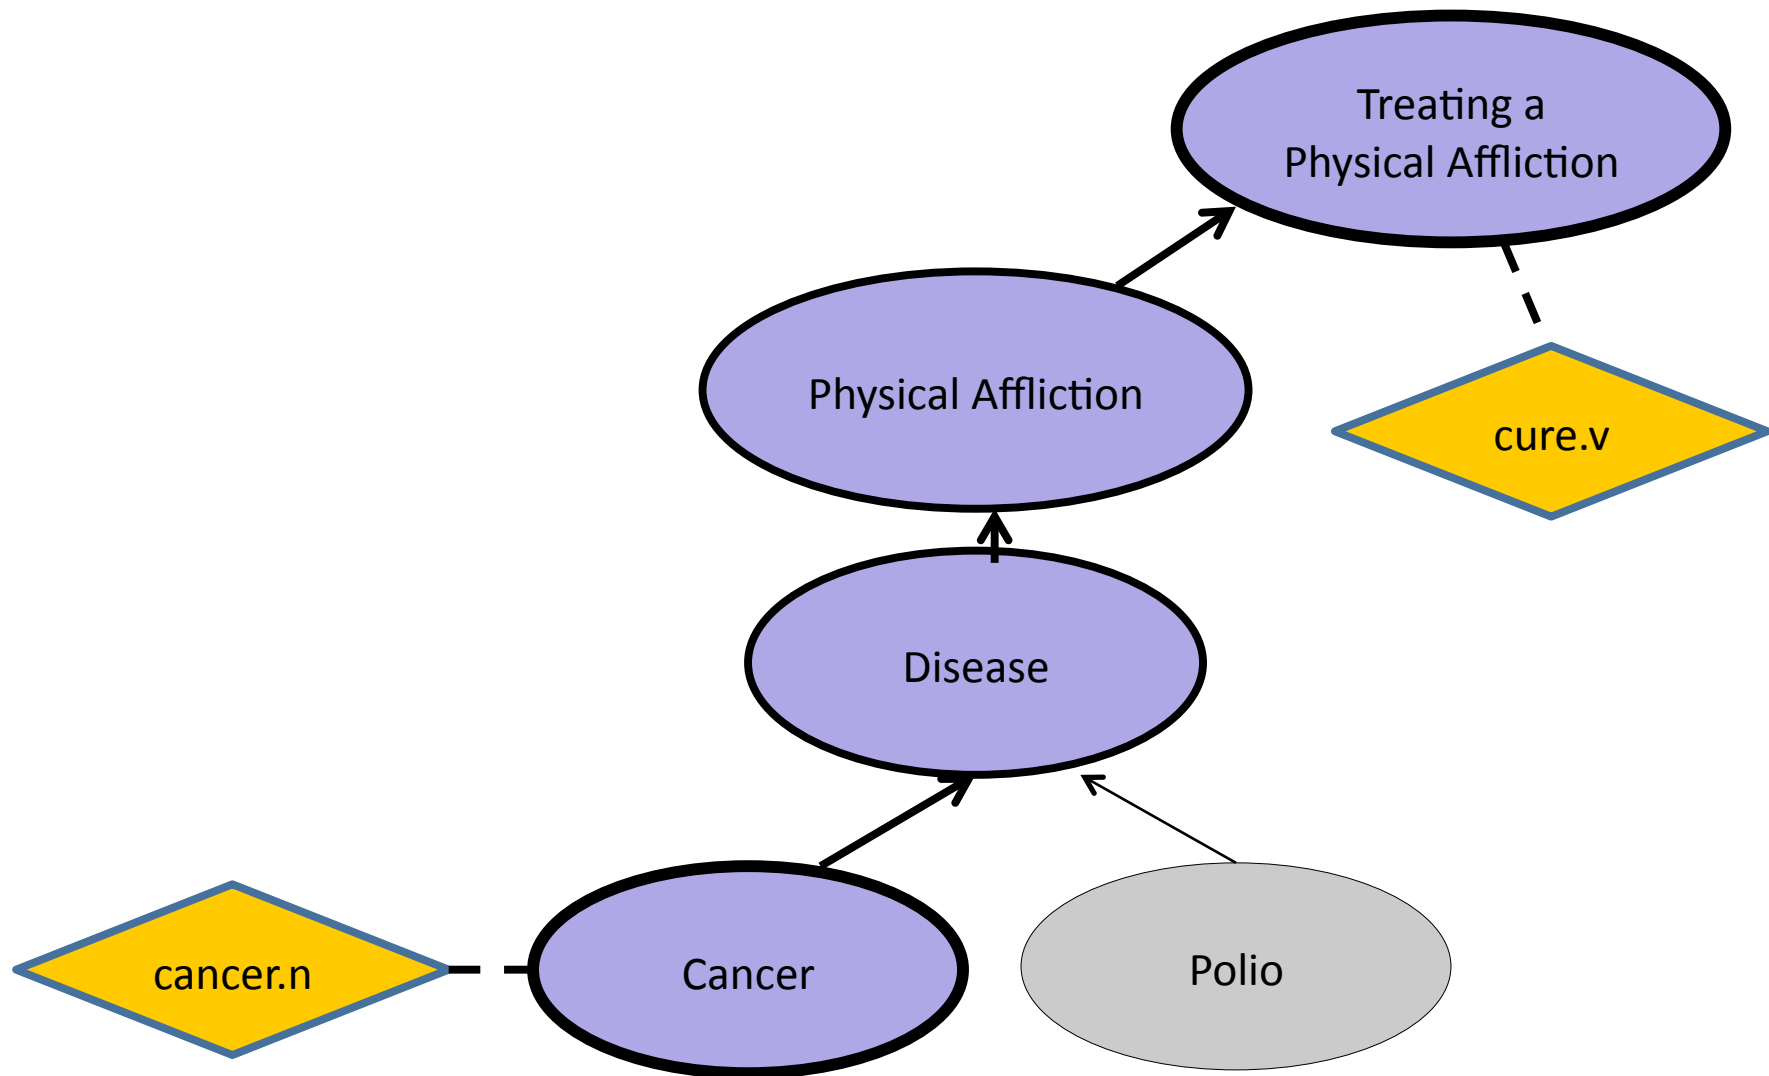 Treating a
Physical Affliction
Physical Affliction
cure.v
Disease
cancer.n
Cancer
Polio